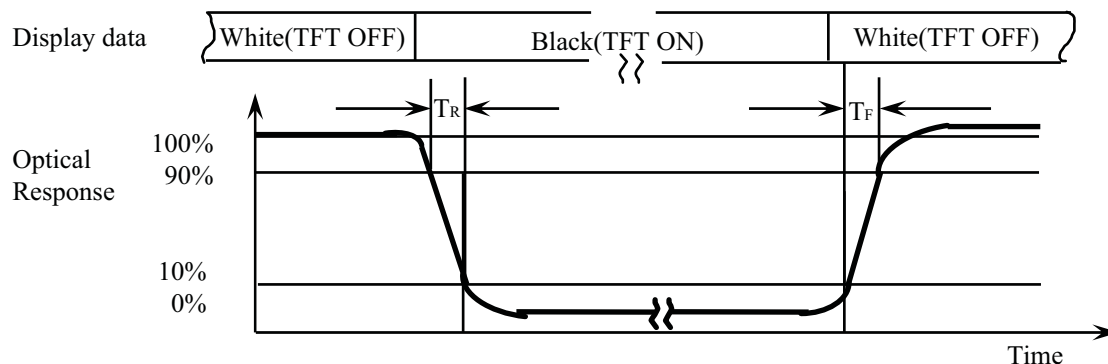 Display data
White(TFT OFF)
Black(TFT ON)
White(TFT OFF)
TR
TF
Optical
Response
100%
90%
10%
0%
Time